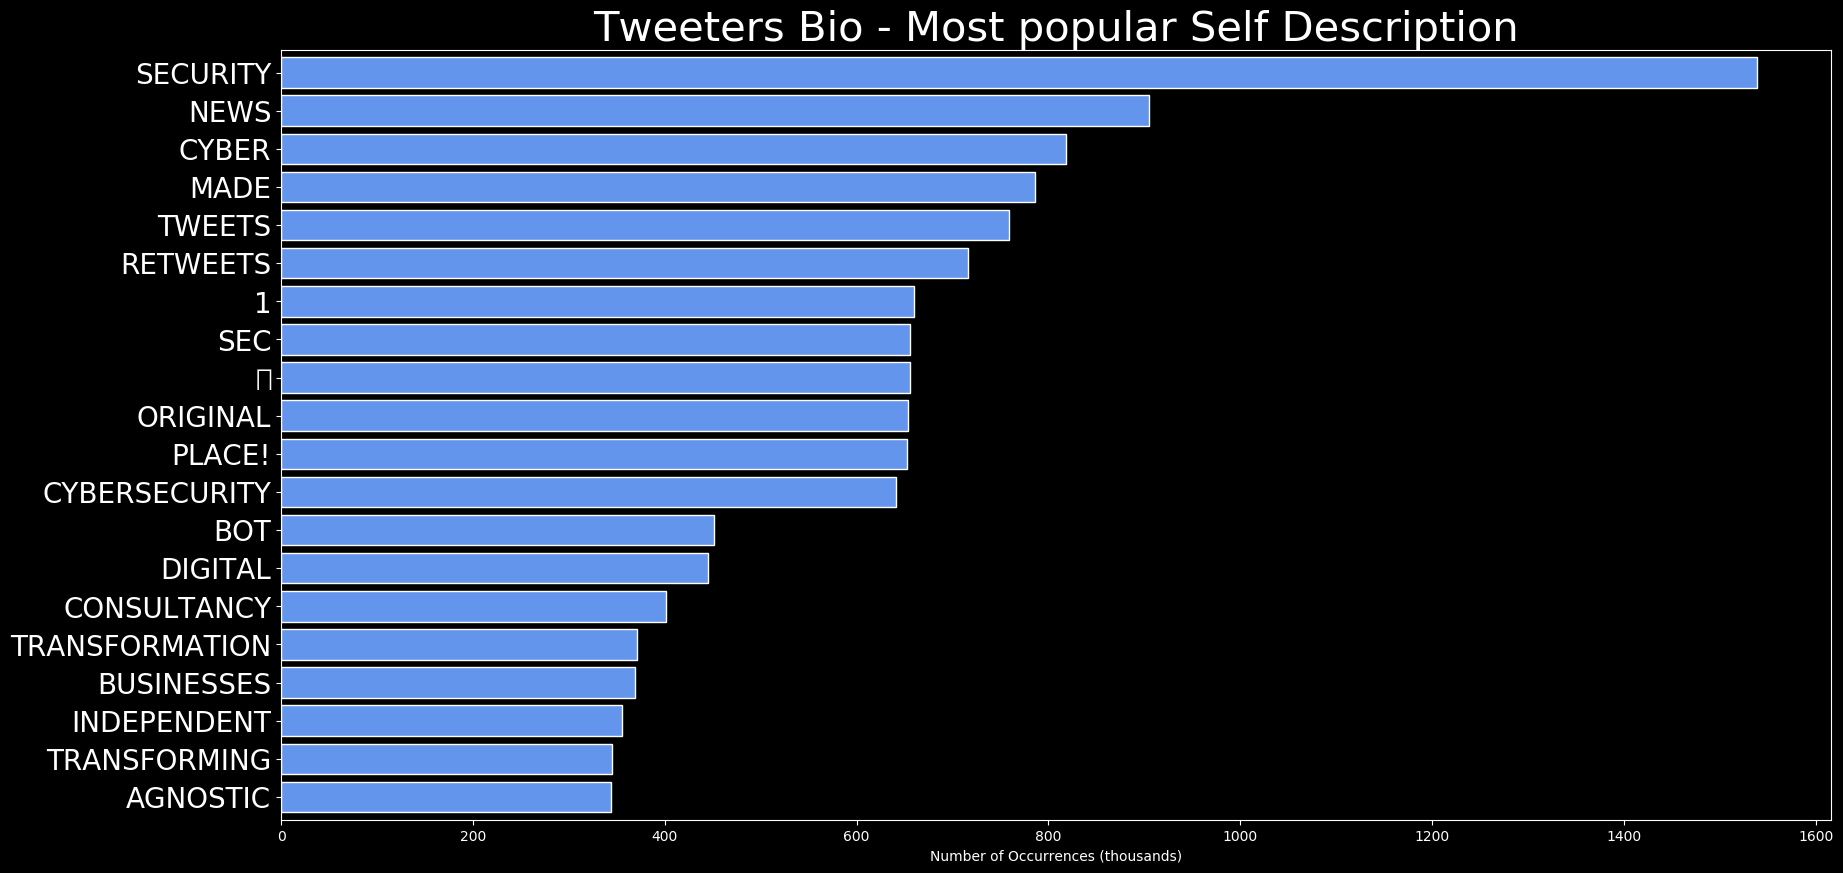 Tweeters Bio - Most popular Self Description
SECURITY
NEWS
CYBER
MADE
TWEETS
RETWEETS
1
SEC
ORIGINAL
PLACE!
CYBERSECURITY
BOT
DIGITAL
CONSULTANCY
TRANSFORMATION
BUSINESSES
INDEPENDENT
TRANSFORMING
AGNOSTIC
0 200 400 600 800 1000 1200 1400 1600
Number of Occurrences (thousands)